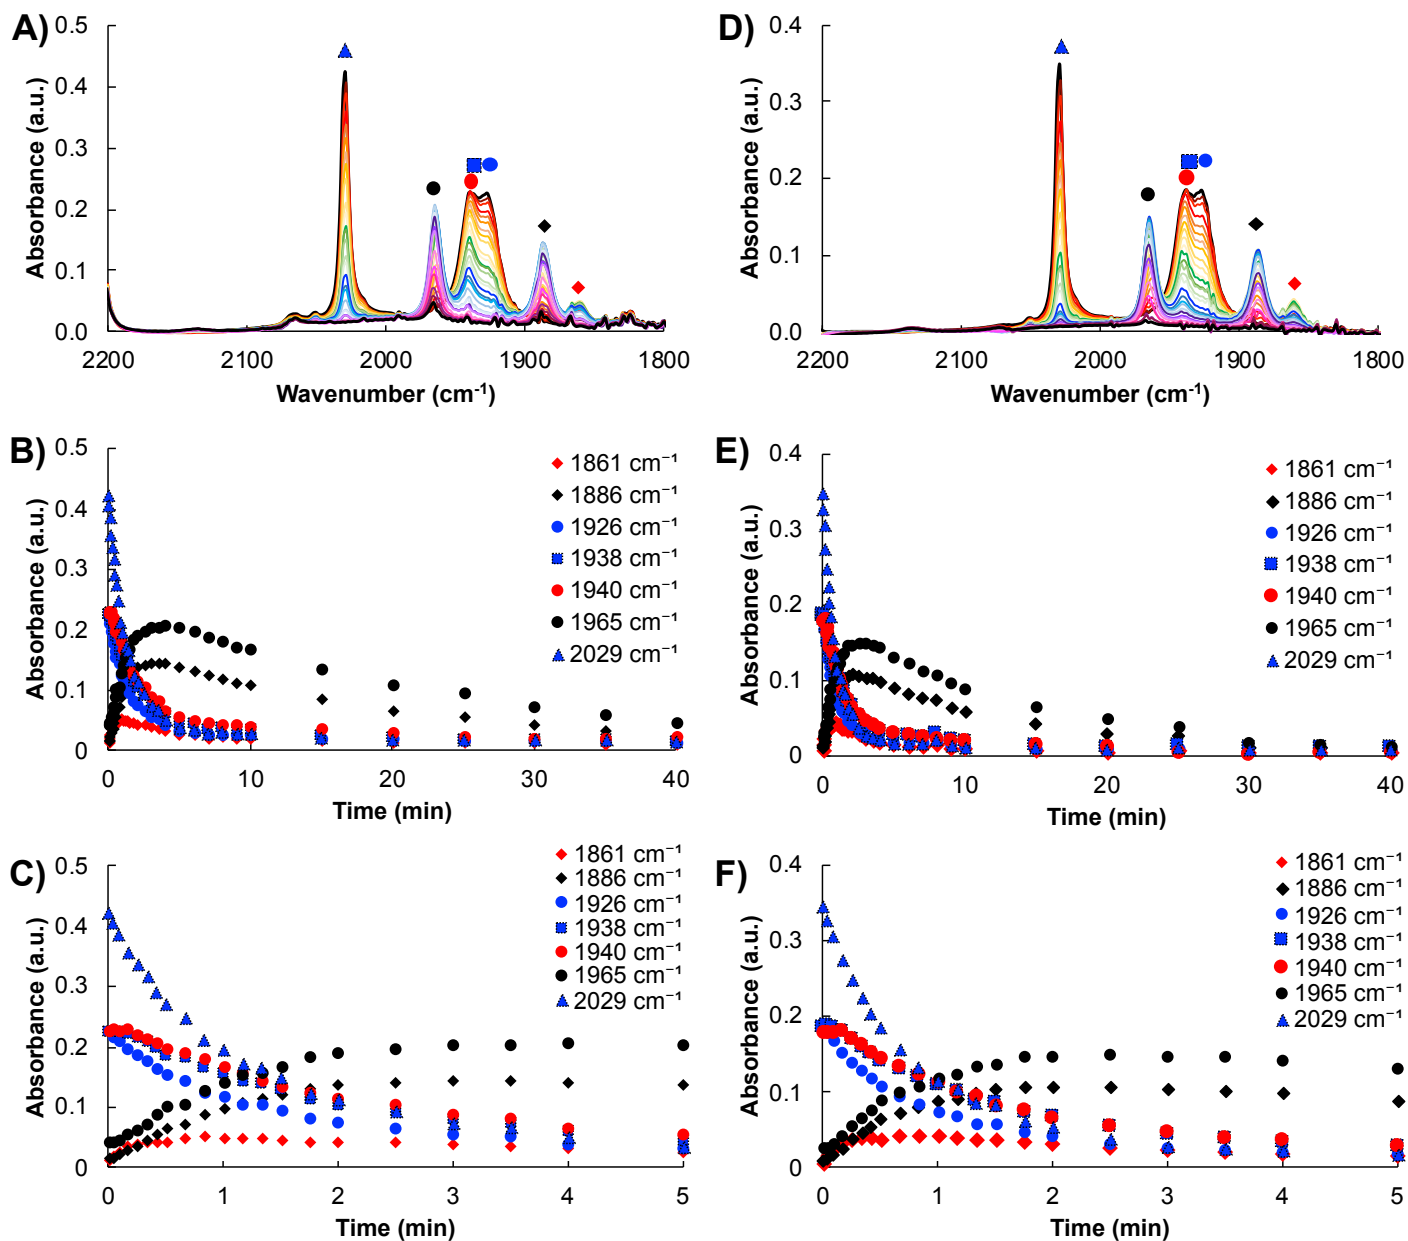 A)
Absorbance (a.u.)
0.5
0.4
0.3
0.2
0.1
0.0
2200 2100 2000 1900 1800
Wavenumber (cm⁻¹)
D)
Absorbance (a.u.)
0.4
0.3
0.2
0.1
0.0
2200 2100 2000 1900 1800
Wavenumber (cm⁻¹)
B)
Absorbance (a.u.)
0.5
0.4
0.3
0.2
0.1
0
0 10 20 30 40
Time (min)
1861 cm⁻¹
1886 cm⁻¹
1926 cm⁻¹
1938 cm⁻¹
1940 cm⁻¹
1965 cm⁻¹
2029 cm⁻¹
E)
Absorbance (a.u.)
0.4
0.3
0.2
0.1
0
0 10 20 30 40
Time (min)
1861 cm⁻¹
1886 cm⁻¹
1926 cm⁻¹
1938 cm⁻¹
1940 cm⁻¹
1965 cm⁻¹
2029 cm⁻¹
C)
Absorbance (a.u.)
0.5
0.4
0.3
0.2
0.1
0
0 1 2 3 4 5
Time (min)
1861 cm⁻¹
1886 cm⁻¹
1926 cm⁻¹
1938 cm⁻¹
1940 cm⁻¹
1965 cm⁻¹
2029 cm⁻¹
F)
Absorbance (a.u.)
0.4
0.3
0.2
0.1
0
0 1 2 3 4 5
Time (min)
1861 cm⁻¹
1886 cm⁻¹
1926 cm⁻¹
1938 cm⁻¹
1940 cm⁻¹
1965 cm⁻¹
2029 cm⁻¹